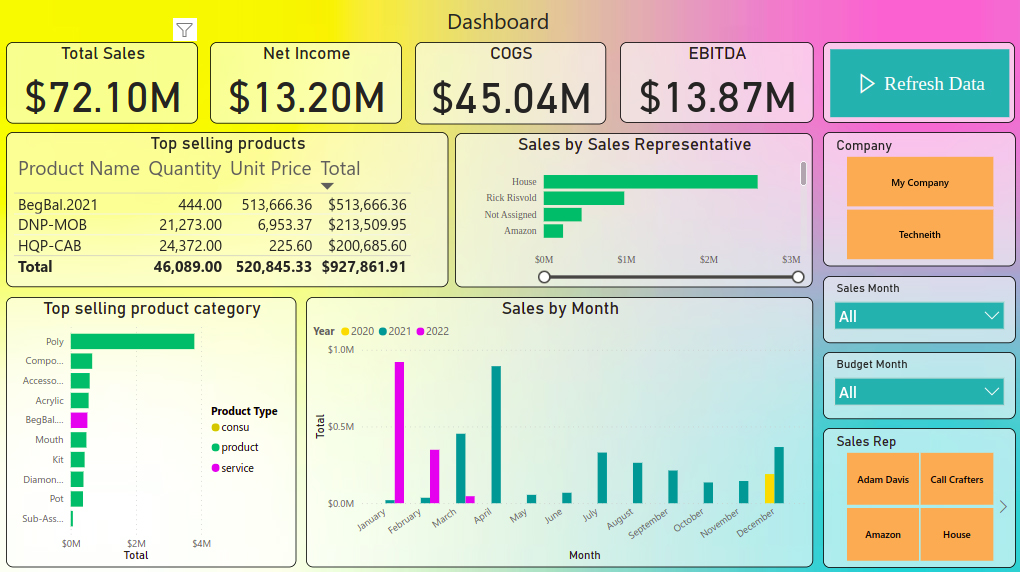 Dashboard
Total Sales
$72.10M
Net Income
$13.20M
COGS
$45.04M
EBITDA
$13.87M
Refresh Data
Top selling products
Product Name Quantity Unit Price Total
BegBal.2021 444.00 513,666.36 $513,666.36
DNP-MOB 21,273.00 6,953.37 $213,509.95
HQP-CAB 24,372.00 225.60 $200,685.60
Total 46,089.00 520,845.33 $927,861.91
Sales by Sales Representative
House
Rick Risvold
Not Assigned
Amazon
$0M $1M $2M $3M
Company
My Company
Techneith
Sales Month
All
Budget Month
All
Sales Rep
Adam Davis Call Crafters
Amazon House
Top selling product category
Poly
Compo...
Accesso...
Acrylic
BegBal....
Mouth
Kit
Diamon...
Pot
Sub-Ass...
$0M $2M $4M
Total
Product Type
consu
product
service
Sales by Month
Year 2020 2021 2022
$1.0M
$0.5M
$0.0M
Total
January February March April May June July August September October November December
Month